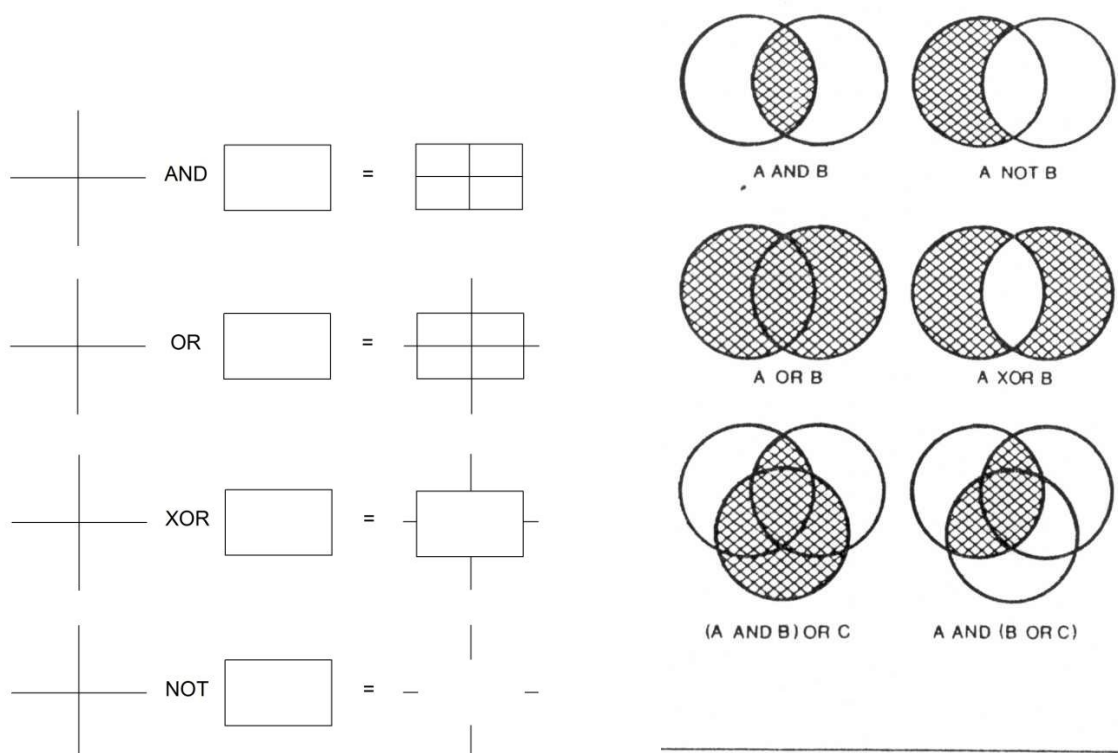 AND =
OR =
XOR =
NOT =
A AND B
A NOT B
A OR B
A XOR B
(A AND B) OR C
A AND (B OR C)